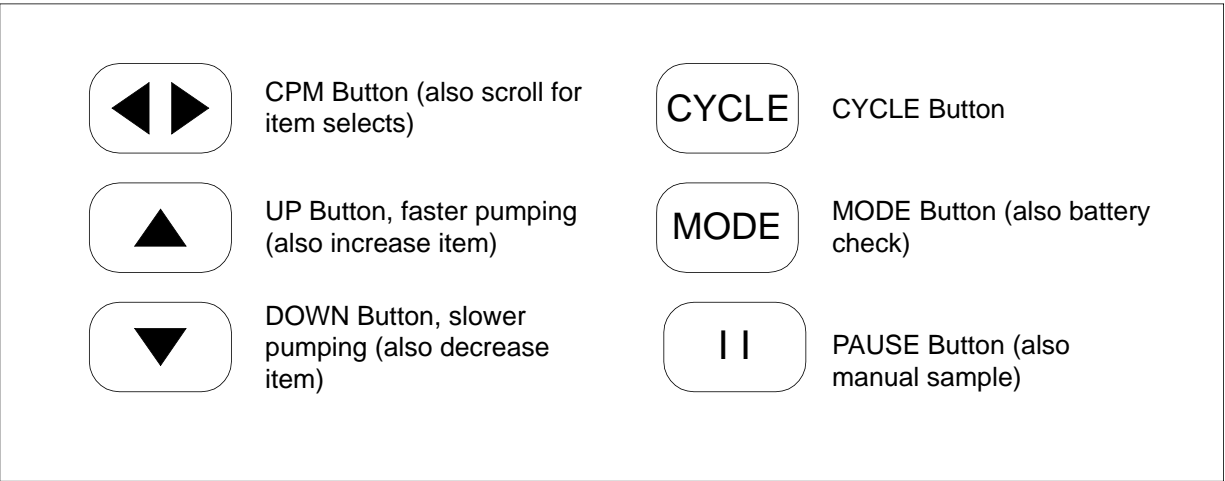 CPM Button (also scroll for
item selects)
UP Button, faster pumping
(also increase item)
DOWN Button, slower
pumping (also decrease
item)
CYCLE
CYCLE Button
MODE
MODE Button (also battery
check)
PAUSE Button (also
manual sample)